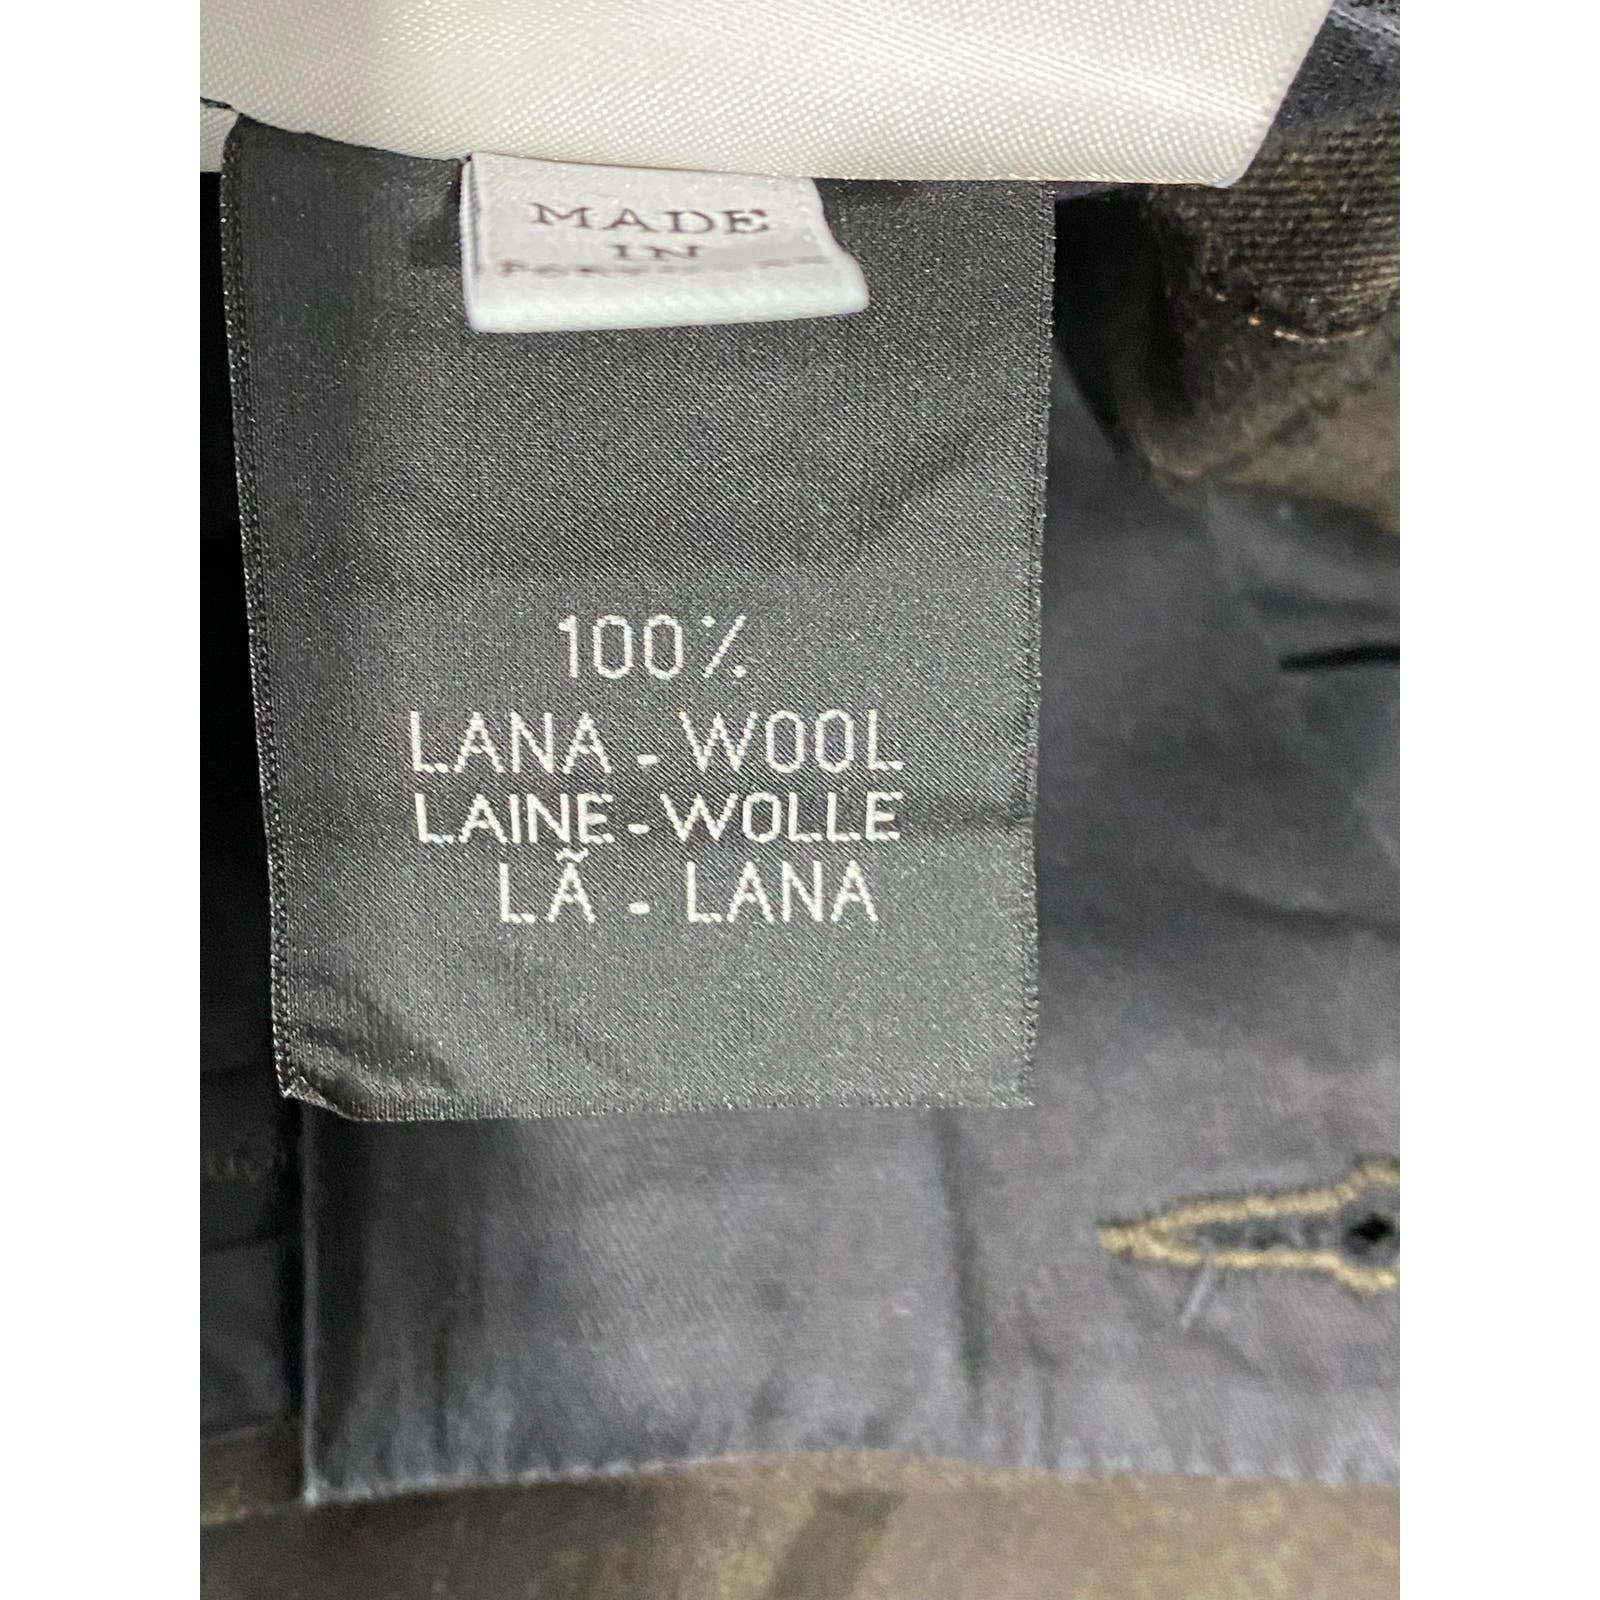 MADE
IN
100%
LANA - WOOL
LAINE - WOLLE
LÃ - LANA